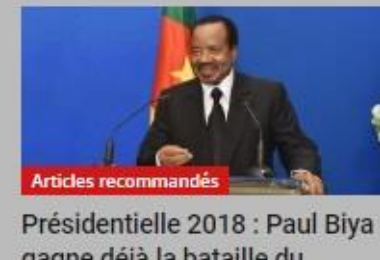 Articles recommandés
Présidentielle 2018 : Paul Biya
gagne déjà la bataille du